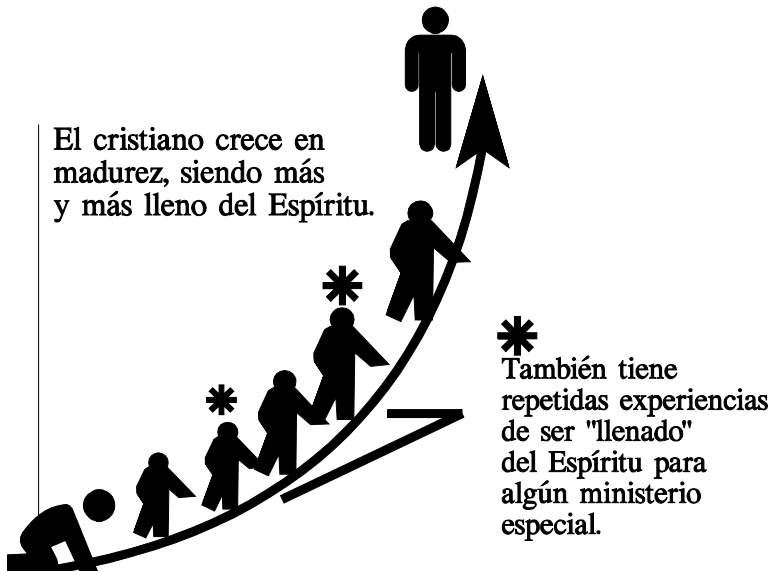 El cristiano crece en
madurez, siendo más
y más lleno del Espíritu.
También tiene
repetidas experiencias
de ser "llenado"
del Espíritu para
algún ministerio
especial.